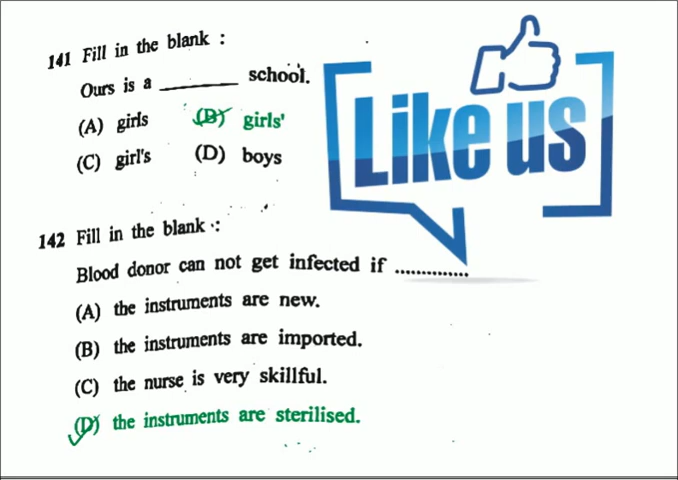 141 Fill in the blank :
Ours is a ________ school.
(A) girls (B) girls'
(C) girl's (D) boys
Like us
142 Fill in the blank :
Blood donor can not get infected if ..............
(A) the instruments are new.
(B) the instruments are imported.
(C) the nurse is very skillful.
(D) the instruments are sterilised.